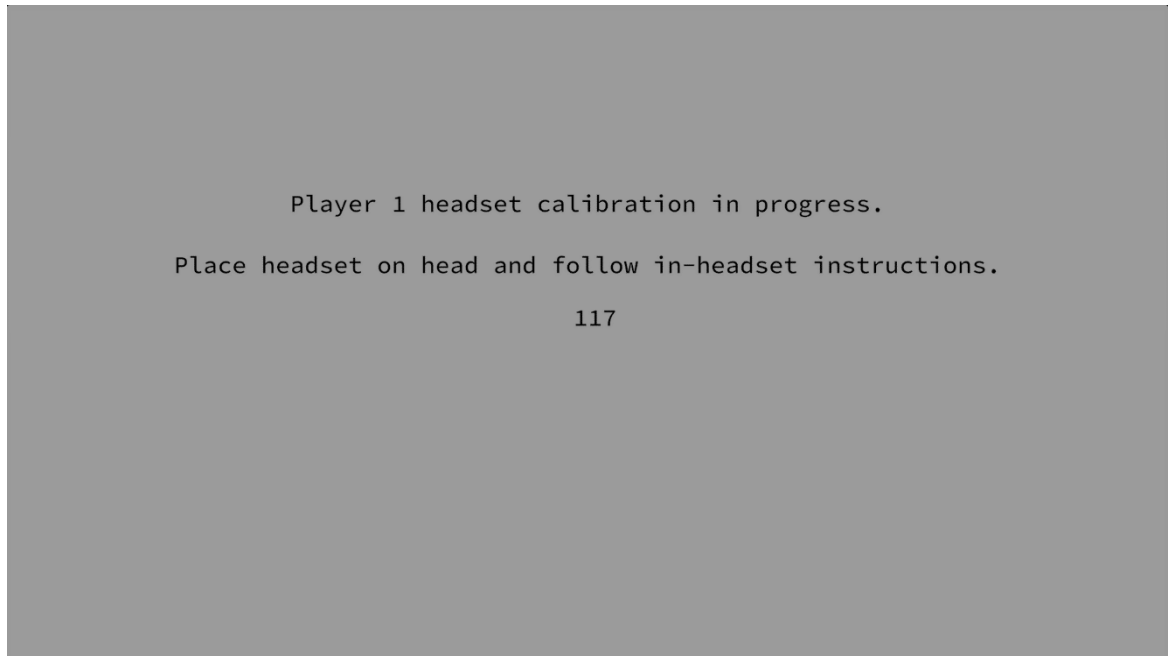 Player 1 headset calibration in progress.
Place headset on head and follow in-headset instructions.
117